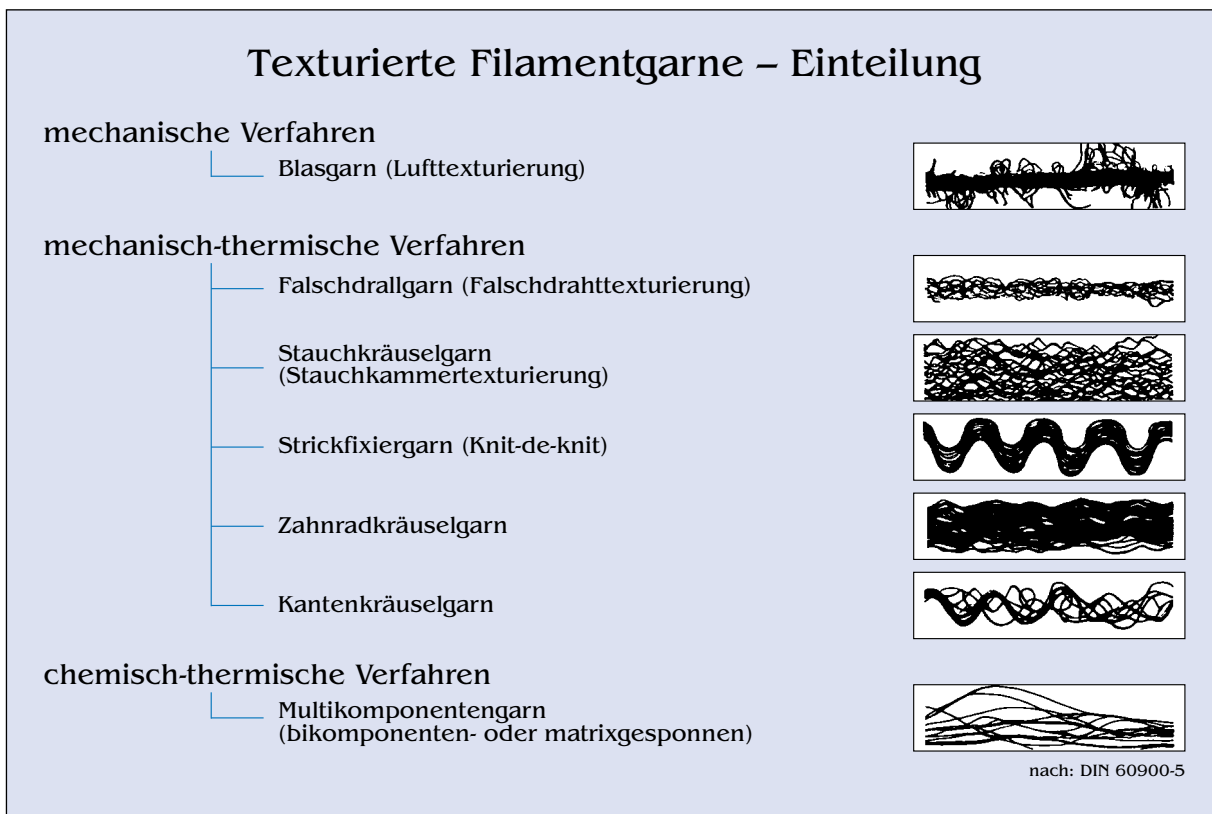 Texturierte Filamentgarne – Einteilung
mechanische Verfahren
Blasgarn (Lufttexturierung)
mechanisch-thermische Verfahren
Falschdrallgarn (Falschdrahttexturierung)
Stauchkräuselgarn
(Stauchkammertexturierung)
Strickfixiergarn (Knit-de-knit)
Zahnradkräuselgarn
Kantenkräuselgarn
chemisch-thermische Verfahren
Multikomponentengarn
(bikomponenten- oder matrixgesponnen)
nach: DIN 60900-5